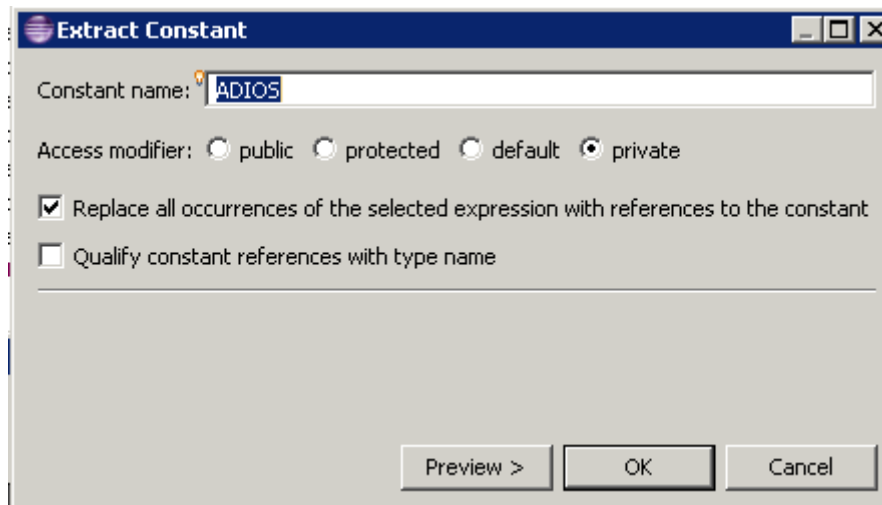 Extract Constant
Constant name: ADIOS
Access modifier: public protected default private
Replace all occurrences of the selected expression with references to the constant
Qualify constant references with type name
Preview > OK Cancel